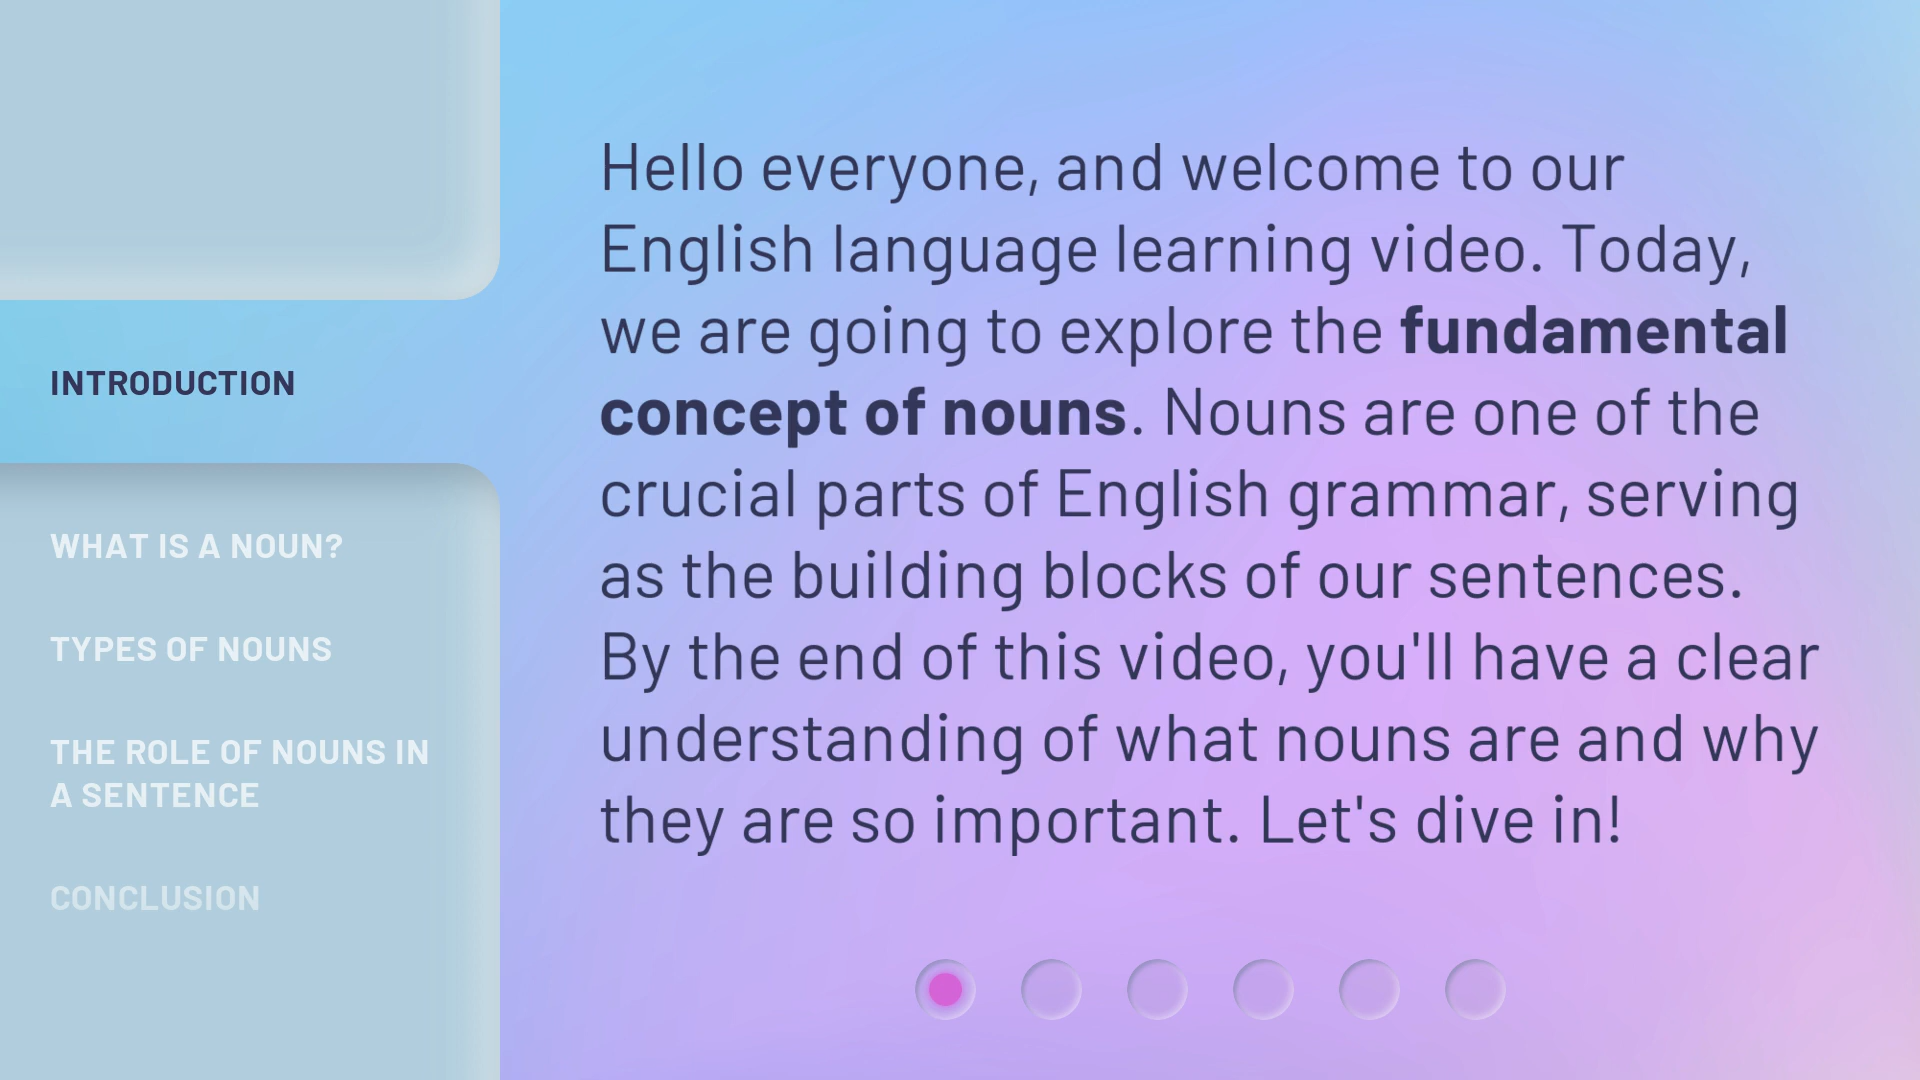 INTRODUCTION
WHAT IS A NOUN?
TYPES OF NOUNS
THE ROLE OF NOUNS IN
A SENTENCE
CONCLUSION
Hello everyone, and welcome to our
English language learning video. Today,
we are going to explore the fundamental
concept of nouns. Nouns are one of the
crucial parts of English grammar, serving
as the building blocks of our sentences.
By the end of this video, you'll have a clear
understanding of what nouns are and why
they are so important. Let's dive in!